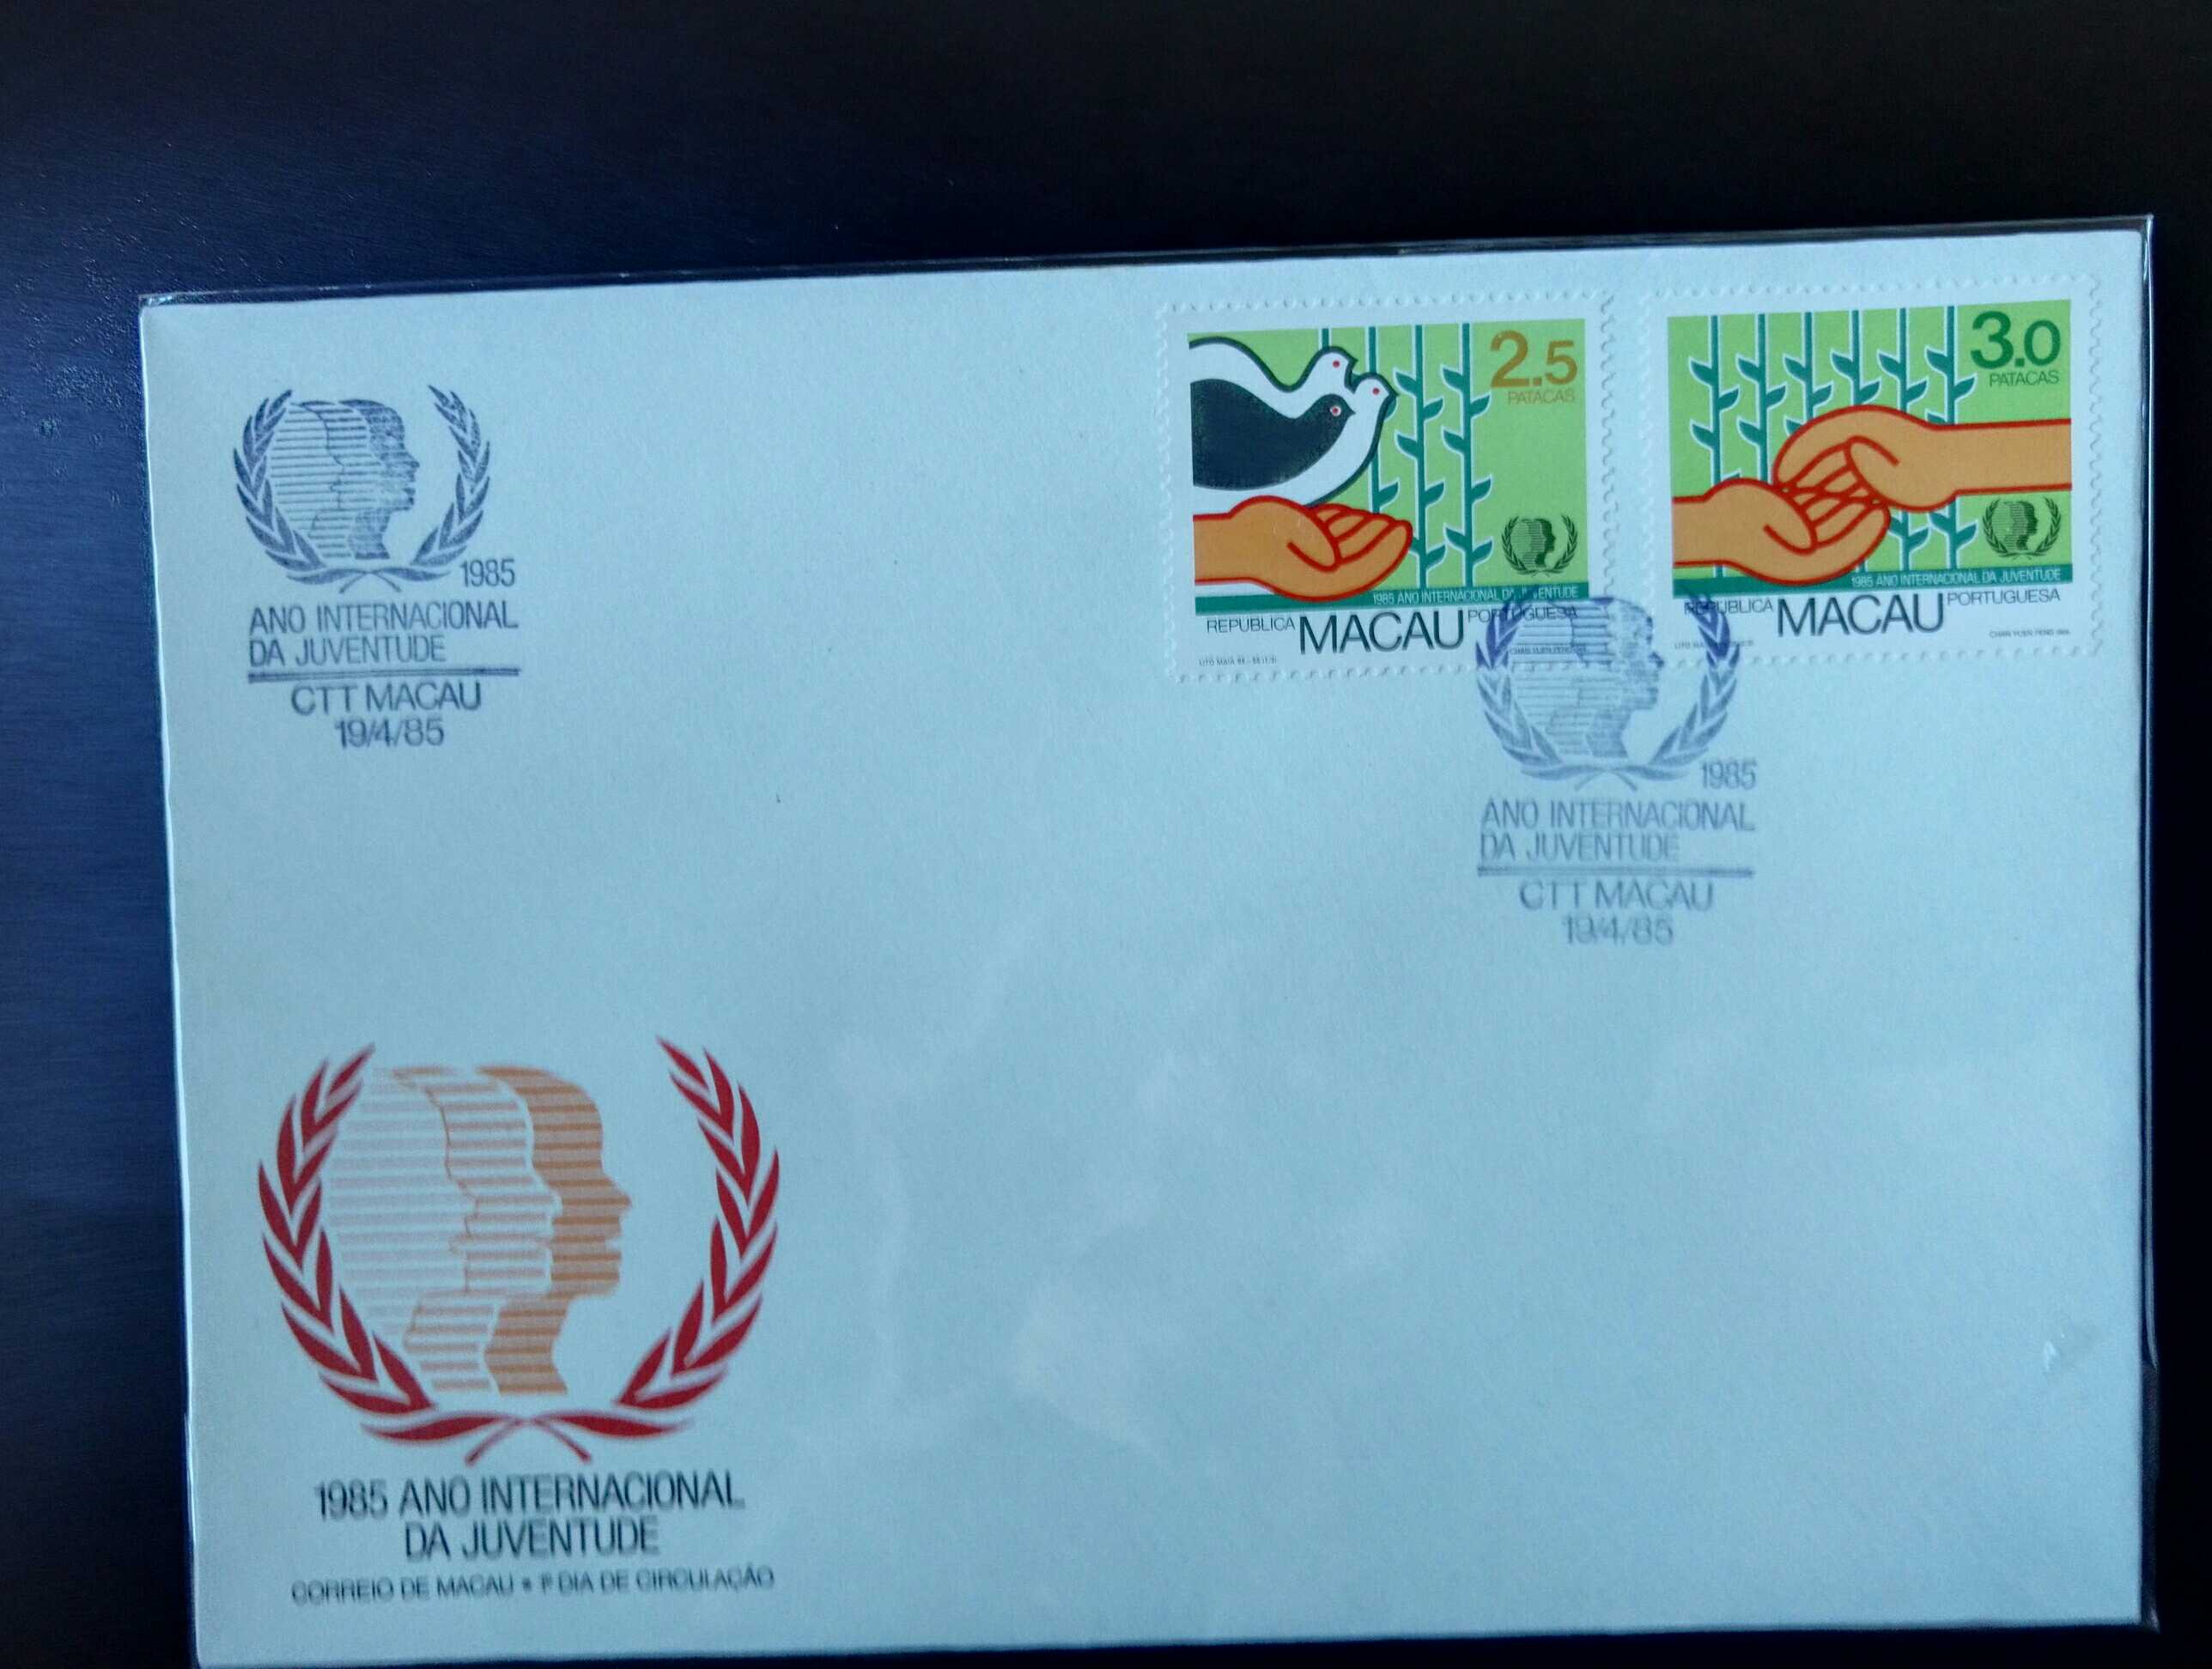 1985
ANO INTERNACIONAL
DA JUVENTUDE
CTT MACAU
19/4/85
2.5
PATACAS
1985 ANO INTERNACIONAL DA JUVENTUDE
REPUBLICA MACAU PORTUGUESA
3.0
PATACAS
1985 ANO INTERNACIONAL DA JUVENTUDE
REPUBLICA MACAU PORTUGUESA
1985
ANO INTERNACIONAL
DA JUVENTUDE
CTT MACAU
19/4/85
1985 ANO INTERNACIONAL
DA JUVENTUDE
CORREIO DE MACAU • 1º DIA DE CIRCULAÇÃO